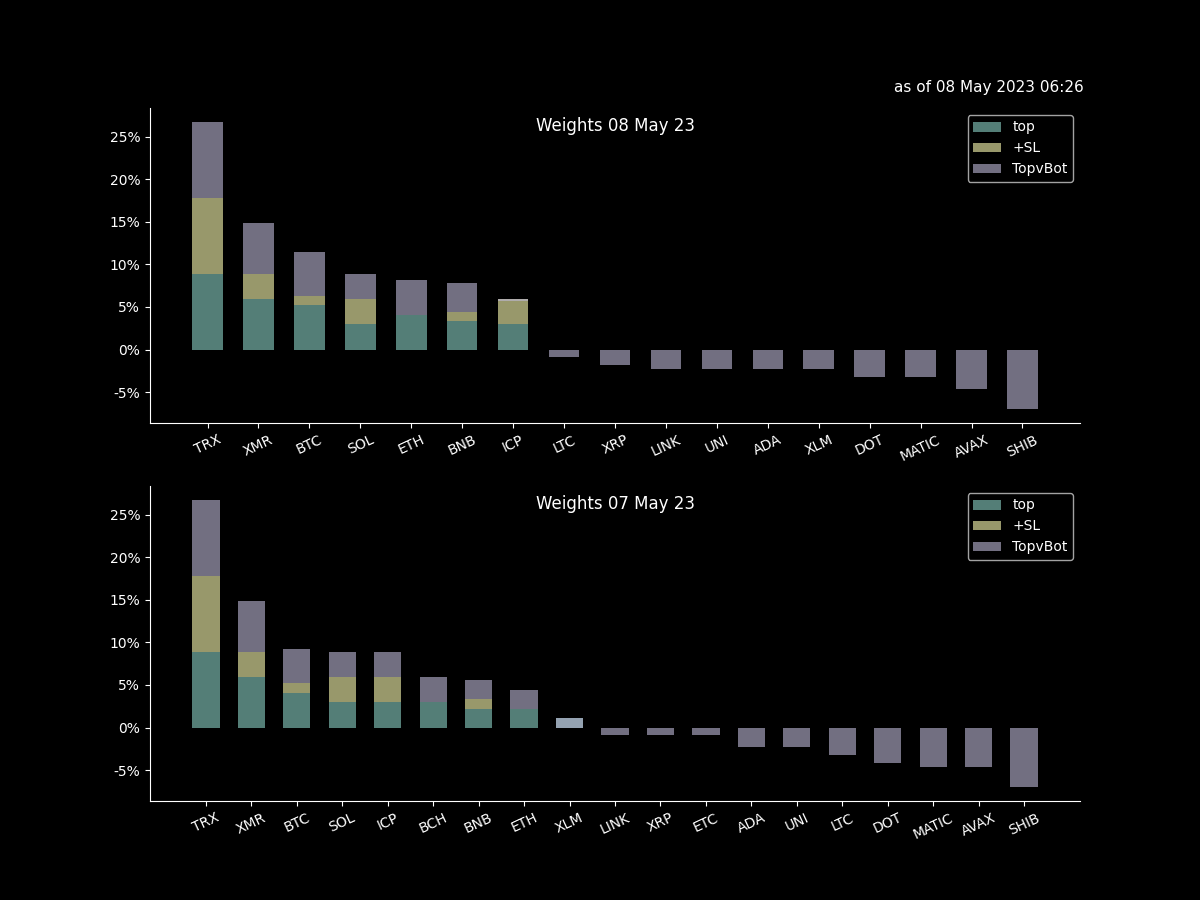 as of 08 May 2023 06:26
Weights 08 May 23
top
+SL
TopvBot
25%
20%
15%
10%
5%
0%
-5%
TRX XMR BTC SOL ETH BNB ICP LTC XRP LINK UNI ADA XLM DOT MATIC AVAX SHIB
Weights 07 May 23
top
+SL
TopvBot
25%
20%
15%
10%
5%
0%
-5%
TRX XMR BTC SOL ICP BCH BNB ETH XLM LINK XRP ETC ADA UNI LTC DOT MATIC AVAX SHIB